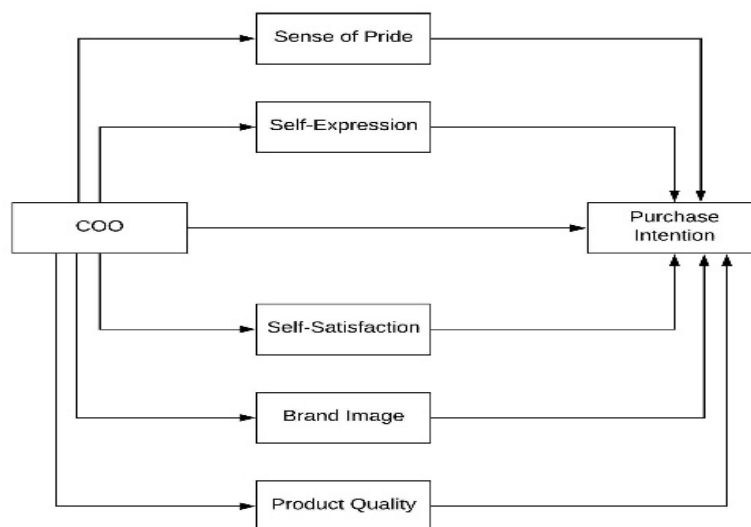 Sense of Pride
Self-Expression
COO
Purchase
Intention
Self-Satisfaction
Brand Image
Product Quality